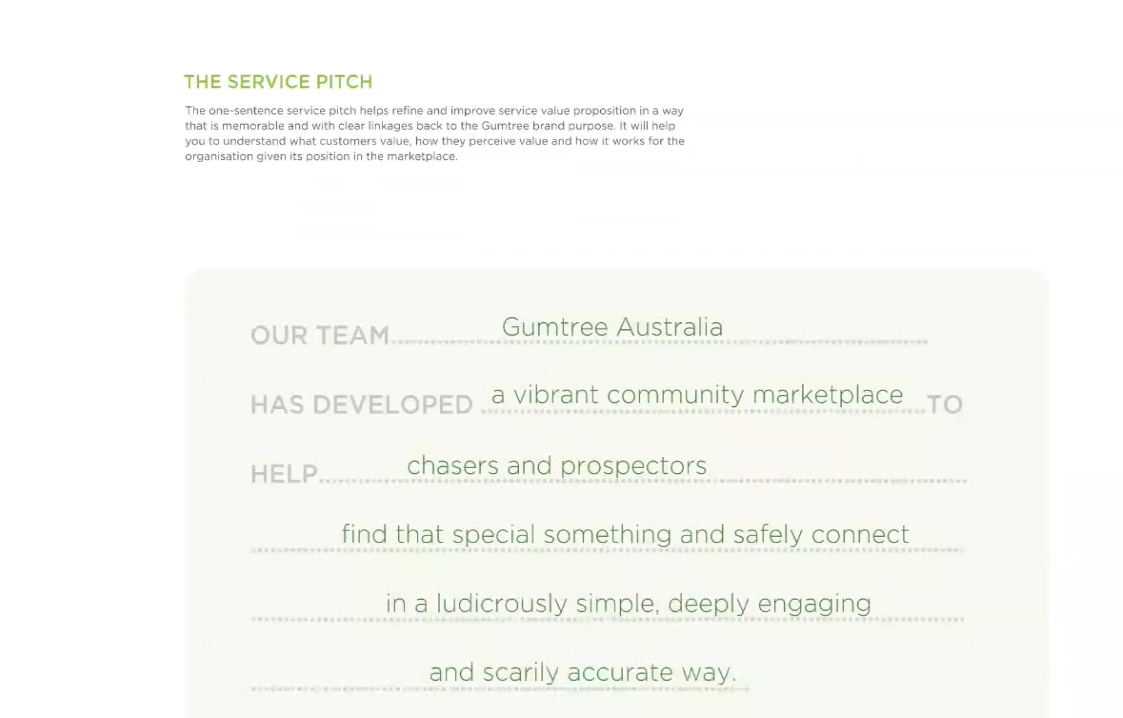 THE SERVICE PITCH
The one-sentence service pitch helps refine and improve service value proposition in a way
that is memorable and with clear linkages back to the Gumtree brand purpose. It will help
you to understand what customers value, how they perceive value and how it works for the
organisation given its position in the marketplace.
OUR TEAM Gumtree Australia
HAS DEVELOPED a vibrant community marketplace TO
HELP chasers and prospectors
find that special something and safely connect
in a ludicrously simple, deeply engaging
and scarily accurate way.